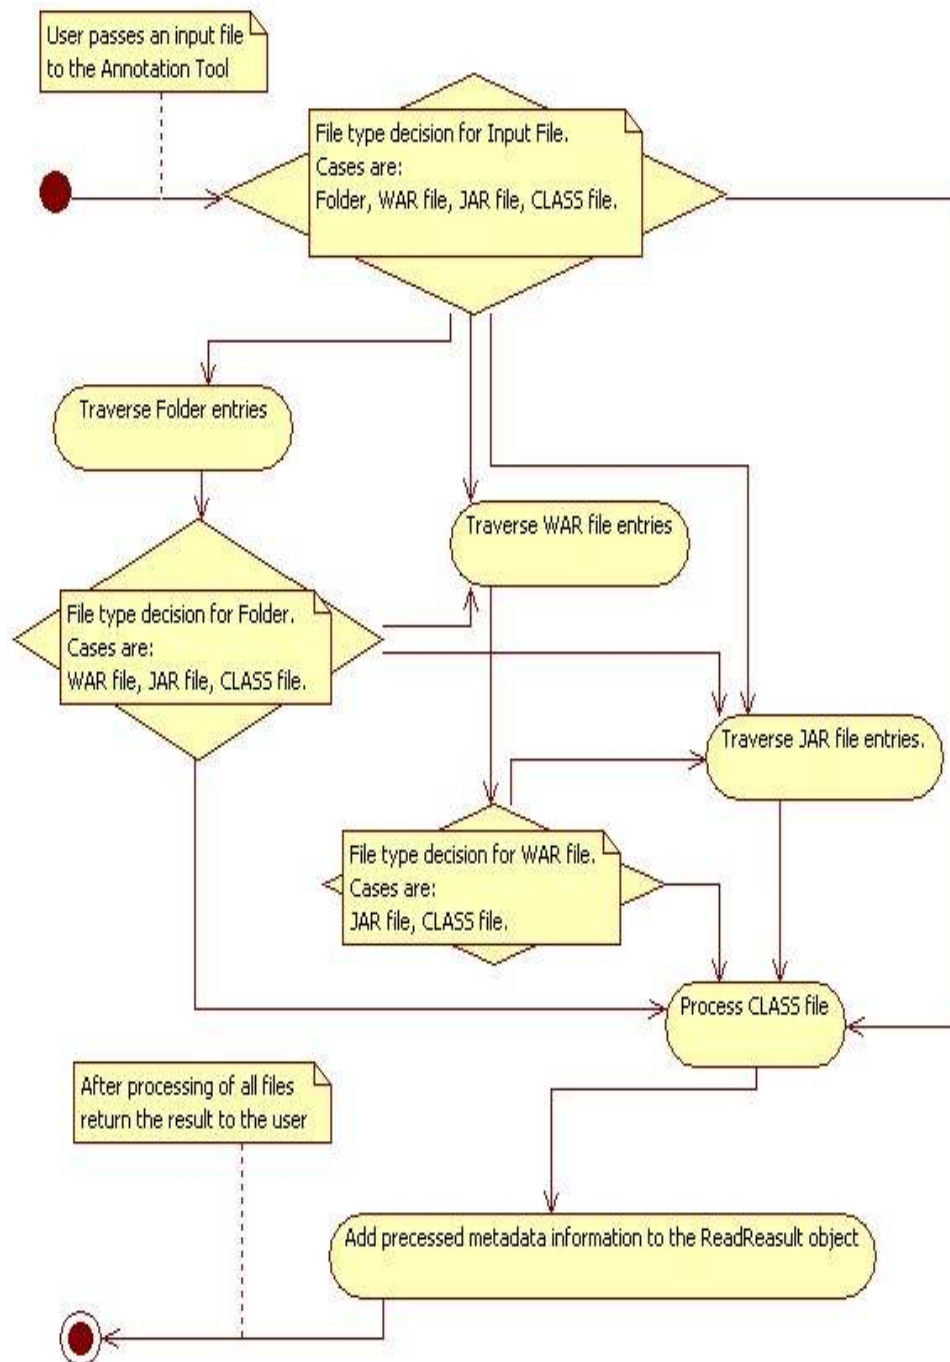 User passes an input file
to the Annotation Tool
File type decision for Input File.
Cases are:
Folder, WAR file, JAR file, CLASS file.
Traverse Folder entries
Traverse WAR file entries
File type decision for Folder.
Cases are:
WAR file, JAR file, CLASS file.
Traverse JAR file entries.
File type decision for WAR file.
Cases are:
JAR file, CLASS file.
Process CLASS file
After processing of all files
return the result to the user
Add precessed metadata information to the ReadReasult object